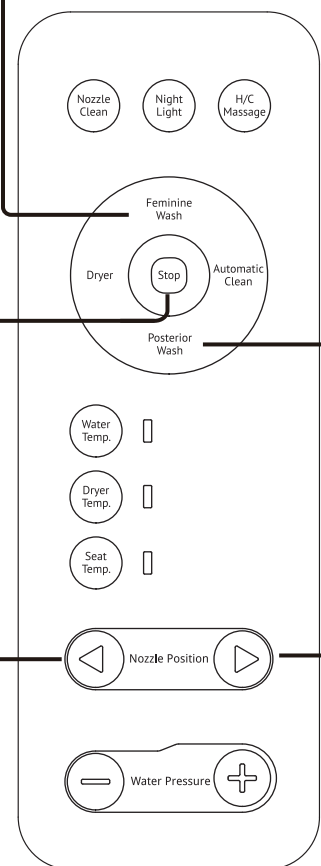 Nozzle
Clean
Night
Light
H/C
Massage
Feminine
Wash
Dryer
Stop
Automatic
Clean
Posterior
Wash
Water
Temp.
Dryer
Temp.
Seat
Temp.
Nozzle Position
Water Pressure